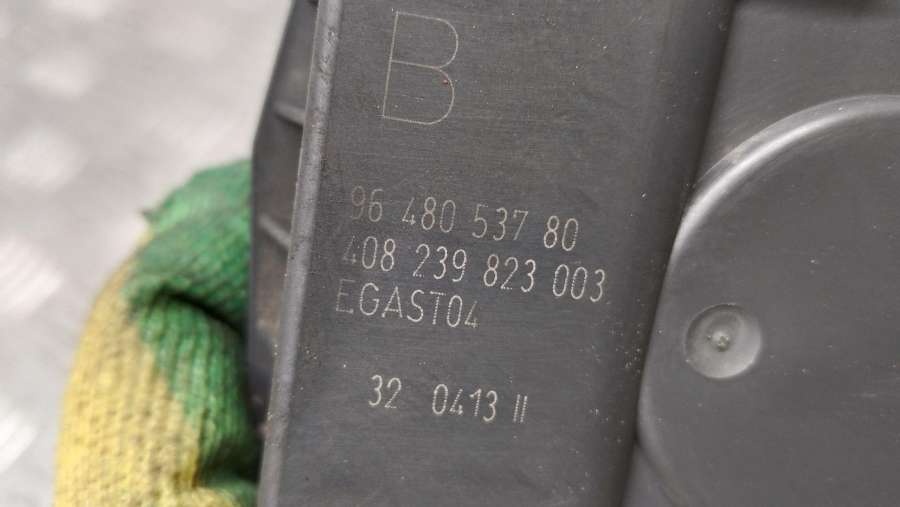 B
96 480 537 80
408 239 823 003
EGAST04
32 0413 II